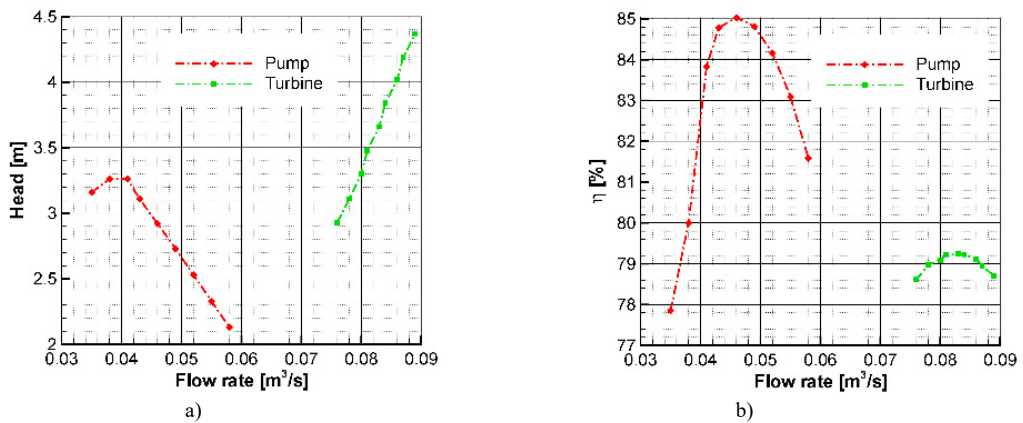 4.5
4
3.5
3
2.5
2
Head [m]
Pump
Turbine
0.03 0.04 0.05 0.06 0.07 0.08 0.09
Flow rate [m³/s]
a)
85
84
83
82
81
80
79
78
77
η [%]
Pump
Turbine
0.03 0.04 0.05 0.06 0.07 0.08 0.09
Flow rate [m³/s]
b)